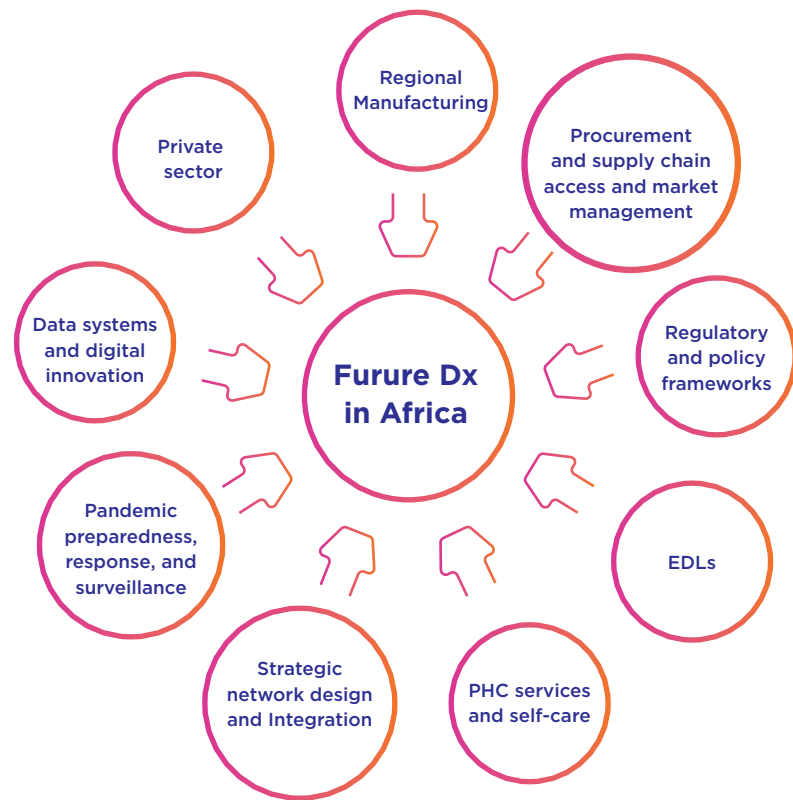 Regional
Manufacturing
Procurement
and supply chain
access and market
management
Regulatory
and policy
frameworks
EDLs
PHC services
and self-care
Strategic
network design
and Integration
Pandemic
preparedness,
response, and
surveillance
Data systems
and digital
innovation
Private
sector
Furure Dx
in Africa